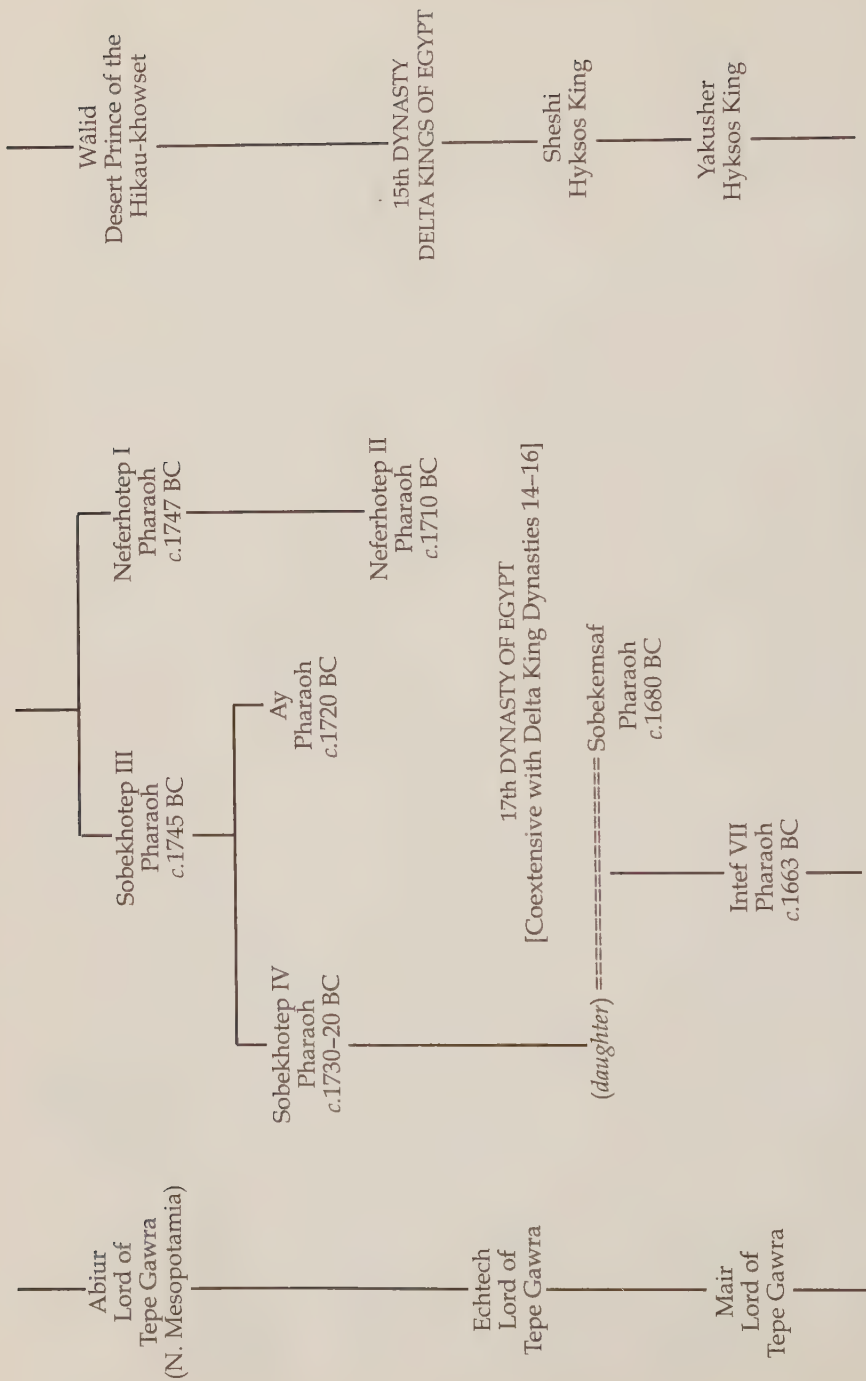 Abiur
Lord of
Tepe Gawra
(N. Mesopotamia)
Sobekhotep III
Pharaoh
c.1745 BC
Neferhotep I
Pharaoh
c.1747 BC
Wâlid
Desert Prince of the
Hikau-khowset
Sobekhotep IV
Pharaoh
c.1730–20 BC
Ay
Pharaoh
c.1720 BC
Neferhotep II
Pharaoh
c.1710 BC
15th DYNASTY
DELTA KINGS OF EGYPT
Echtech
Lord of
Tepe Gawra
17th DYNASTY OF EGYPT
[Coextensive with Delta King Dynasties 14–16]
(daughter) ================== Sobekemsaf
Pharaoh
c.1680 BC
Sheshi
Hyksos King
Mair
Lord of
Tepe Gawra
Intef VII
Pharaoh
c.1663 BC
Yakusher
Hyksos King